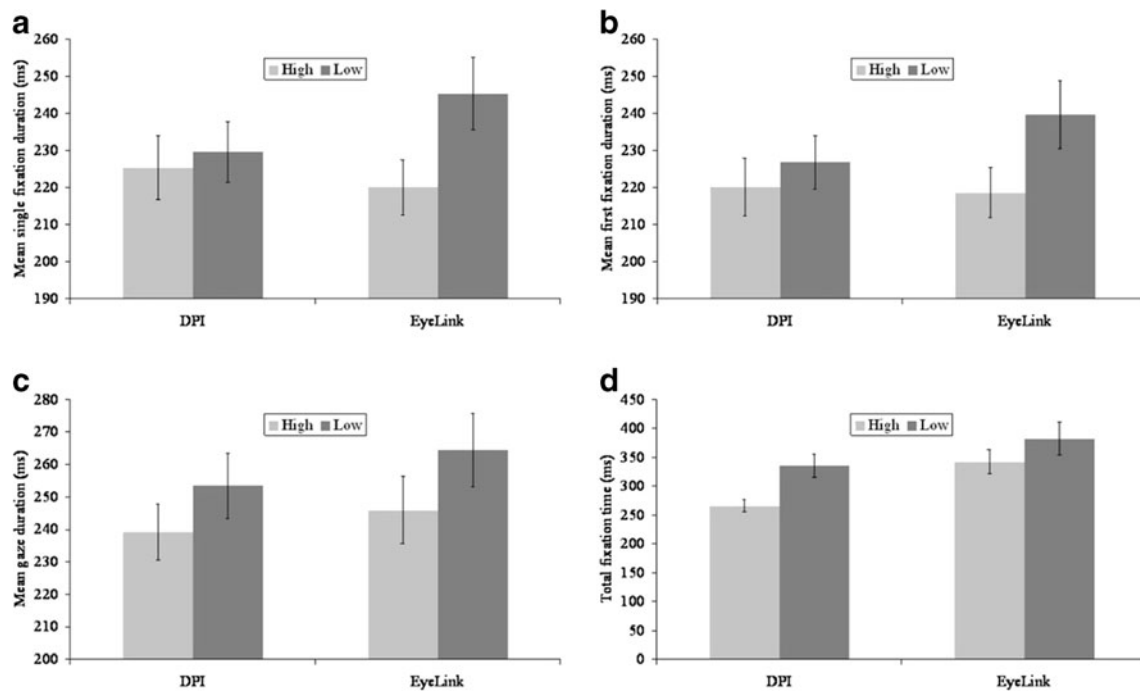 a
Mean single fixation duration (ms)
260
250
240
230
220
210
200
190
High Low
DPI EyeLink
b
Mean first fixation duration (ms)
260
250
240
230
220
210
200
190
High Low
DPI EyeLink
c
Mean gaze duration (ms)
280
270
260
250
240
230
220
210
200
High Low
DPI EyeLink
d
Total fixation time (ms)
450
400
350
300
250
200
150
100
50
0
High Low
DPI EyeLink